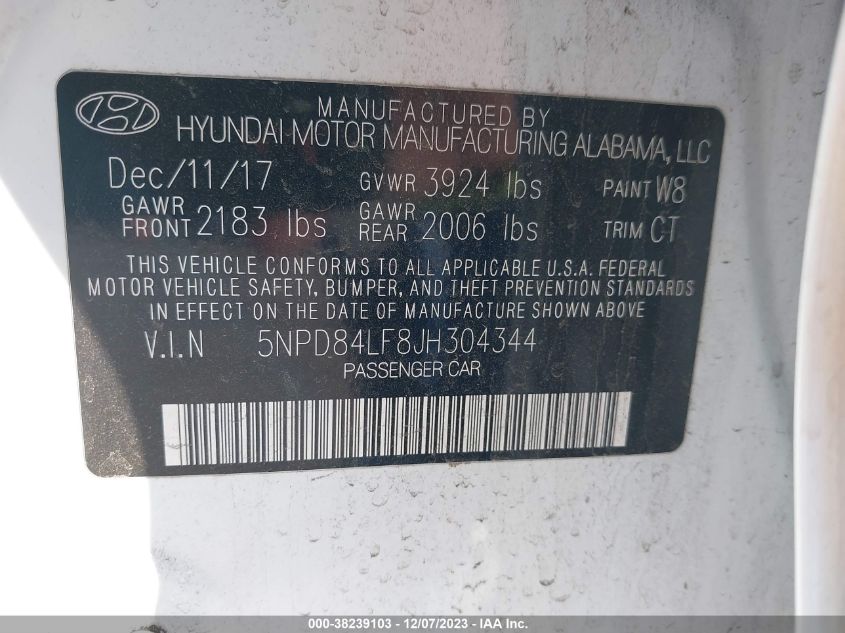 MANUFACTURED BY
HYUNDAI MOTOR MANUFACTURING ALABAMA, LLC
Dec/11/17 GVWR 3924 lbs PAINT W8
GAWR FRONT 2183 lbs GAWR REAR 2006 lbs TRIM CT
THIS VEHICLE CONFORMS TO ALL APPLICABLE U.S.A. FEDERAL
MOTOR VEHICLE SAFETY, BUMPER, AND THEFT PREVENTION STANDARDS
IN EFFECT ON THE DATE OF MANUFACTURE SHOWN ABOVE
V.I.N 5NPD84LF8JH304344
PASSENGER CAR
000-38239103 - 12/07/2023 - IAA, Inc.